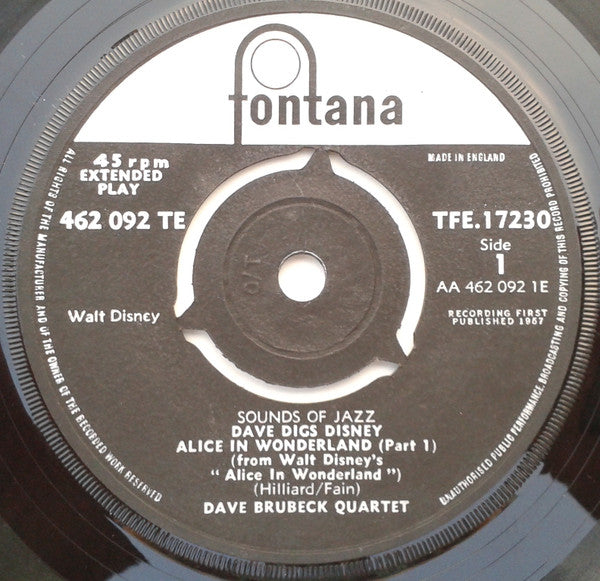 fontana
45 rpm
EXTENDED
PLAY
462 092 TE
Walt Disney
MADE IN ENGLAND
TFE.17230
Side
1
AA 462 092 1E
RECORDING FIRST
PUBLISHED 1957
1/0
SOUNDS OF JAZZ
DAVE DIGS DISNEY
ALICE IN WONDERLAND (Part 1)
(from Walt Disney's
"Alice In Wonderland")
(Hilliard/Fain)
DAVE BRUBECK QUARTET
ALL RIGHTS OF THE MANUFACTURER AND OF THE OWNER OF THE RECORDED WORK RESERVED
UNAUTHORISED PUBLIC PERFORMANCE, BROADCASTING AND COPYING OF THIS RECORD PROHIBITED